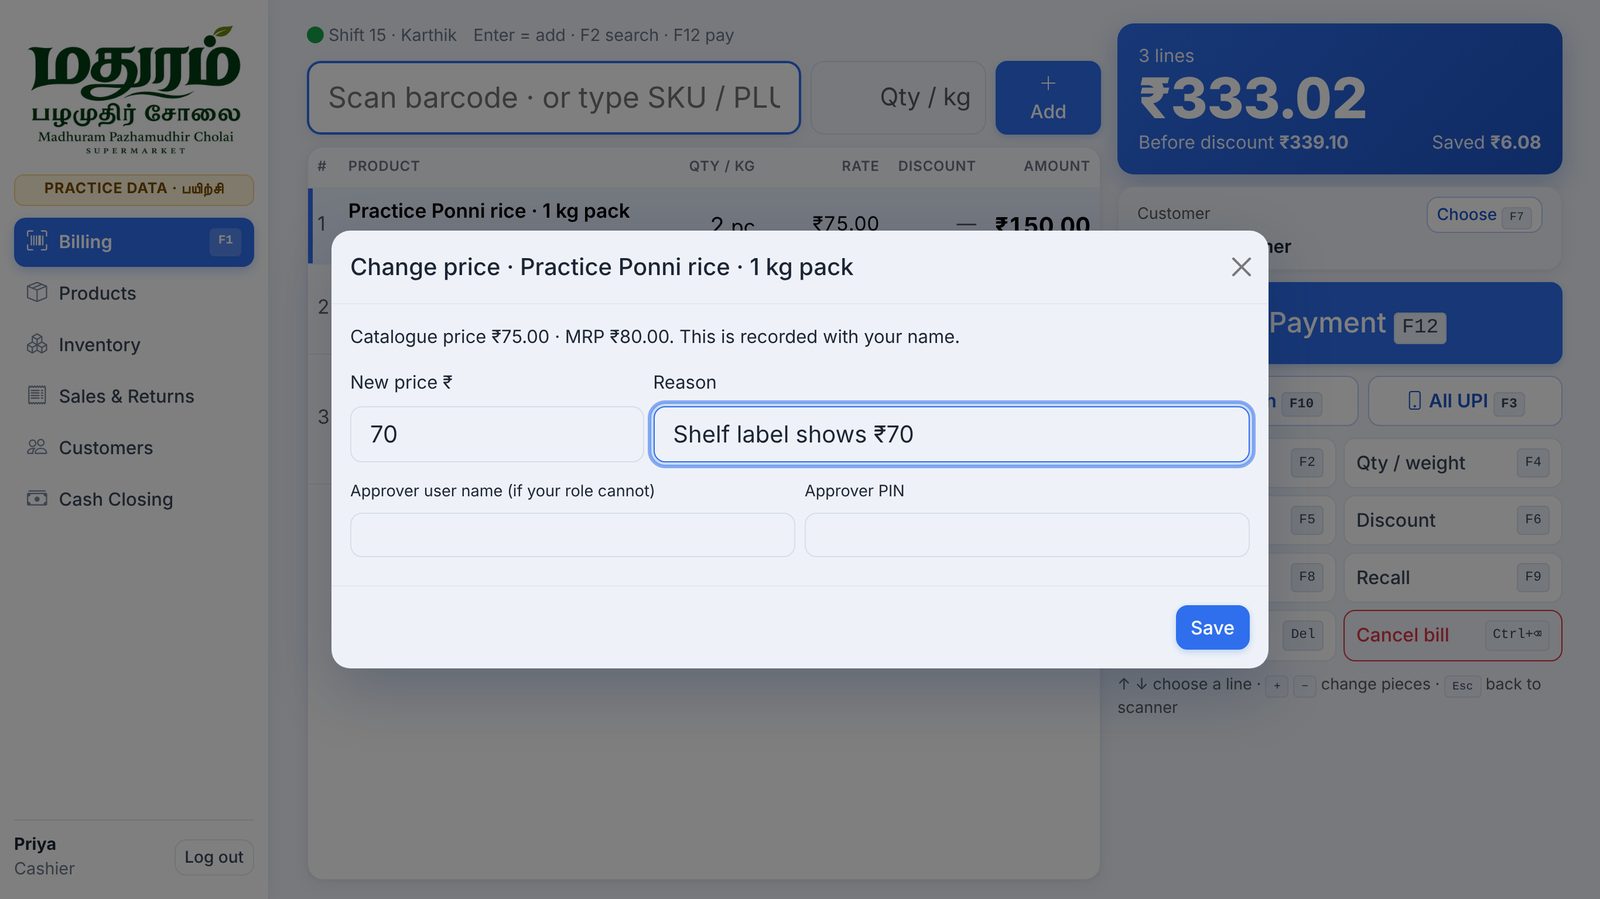 மதுரம்
பழமுதிர் சோலை
Madhuram Pazhamudhir Cholai
SUPERMARKET
PRACTICE DATA · பயிற்சி
Billing F1
Products
Inventory
Sales & Returns
Customers
Cash Closing
Priya
Cashier
Log out
Shift 15 · Karthik Enter = add · F2 search · F12 pay
Scan barcode · or type SKU / PLU
Qty / kg
+
Add
# PRODUCT QTY / KG RATE DISCOUNT AMOUNT
1 Practice Ponni rice · 1 kg pack 2 pc ₹75.00 — ₹150.00
2
3
Change price · Practice Ponni rice · 1 kg pack
Catalogue price ₹75.00 · MRP ₹80.00. This is recorded with your name.
New price ₹ Reason
70 Shelf label shows ₹70
Approver user name (if your role cannot) Approver PIN
Save
3 lines
₹333.02
Before discount ₹339.10 Saved ₹6.08
Customer
Choose F7
Payment F12
F10
All UPI F3
F2 Qty / weight F4
F5 Discount F6
F8 Recall F9
Del Cancel bill Ctrl+⌫
↑ ↓ choose a line · + − change pieces · Esc back to
scanner